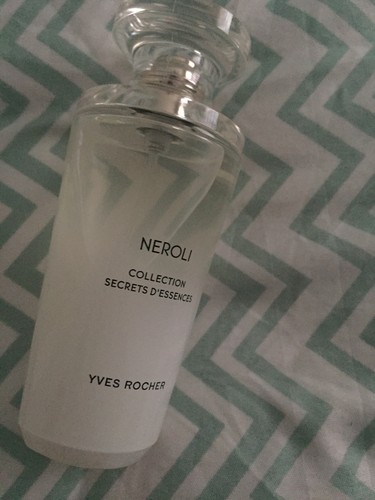 NEROLI
COLLECTION
SECRETS D'ESSENCES
YVES ROCHER